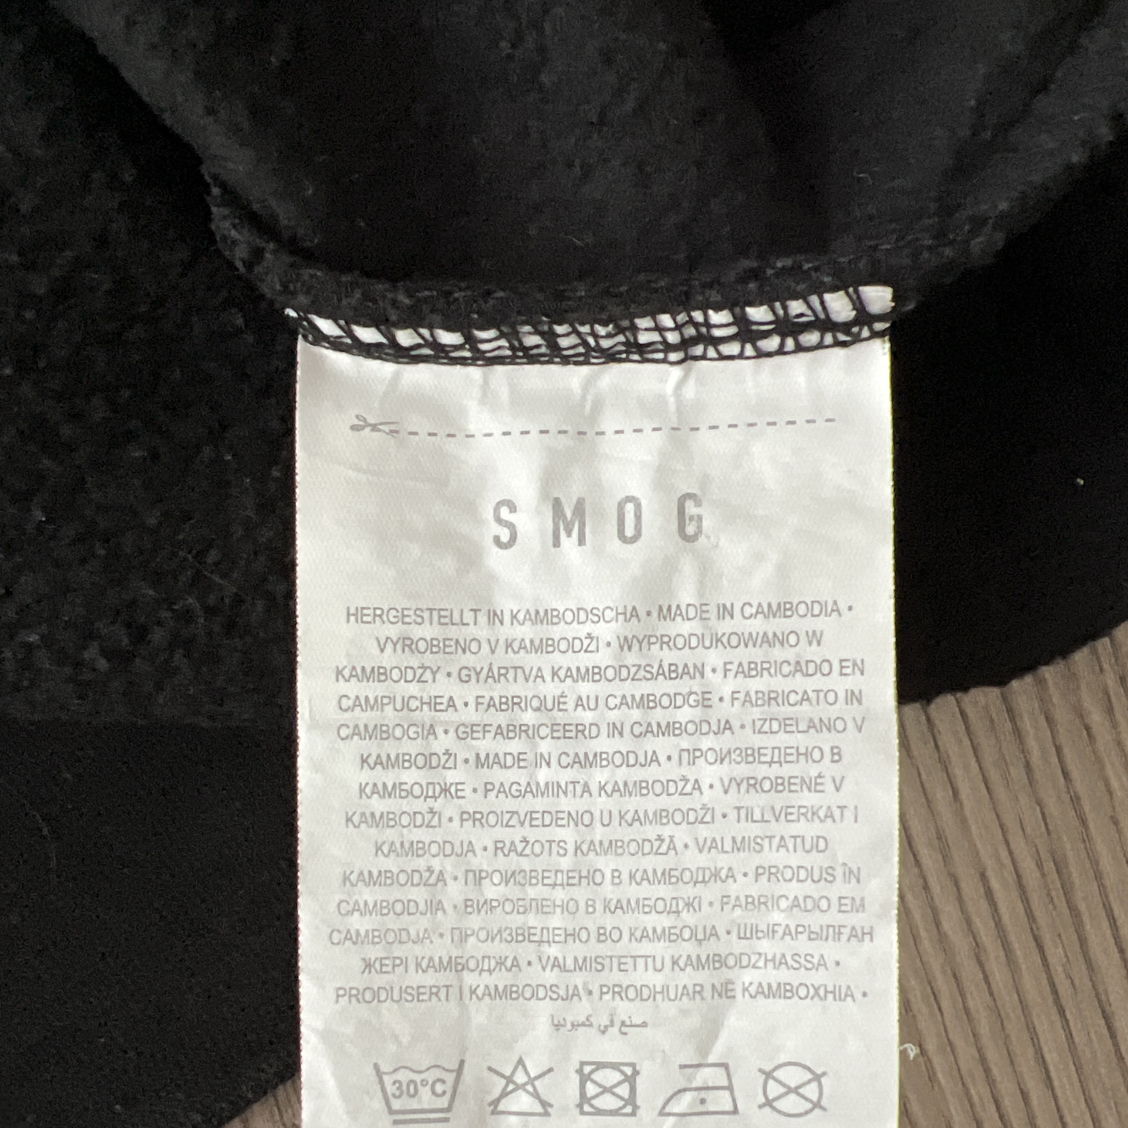 SMOG
HERGESTELLT IN KAMBODSCHA • MADE IN CAMBODIA •
VYROBENO V KAMBODŽI • WYPRODUKOWANO W
KAMBODŻY • GYÁRTVA KAMBODZSÁBAN • FABRICADO EN
CAMPUCHEA • FABRIQUÉ AU CAMBODGE • FABRICATO IN
CAMBOGIA • GEFABRICEERD IN CAMBODJA • IZDELANO V
KAMBODŽI • MADE IN CAMBODJA • ПРОИЗВЕДЕНО В
КАМБОДЖЕ • PAGAMINTA KAMBODŽA • VYROBENÉ V
KAMBODŽI • PROIZVEDENO U KAMBODŽI • TILLVERKAT I
KAMBODJA • RAŽOTS KAMBODŽĀ • VALMISTATUD
KAMBODŽA • ПРОИЗВЕДЕНО В КАМБОДЖА • PRODUS ÎN
CAMBODJIA • ВИРОБЛЕНО В КАМБОДЖІ • FABRICADO EM
CAMBODJA • ПРОИЗВЕДЕНО ВО КАМБОЏА • ШЫҒАРЫЛҒАН
ЖЕРІ КАМБОДЖА • VALMISTETTU KAMBODZHASSA •
PRODUSERT I KAMBODSJA • PRODHUAR NË KAMBOXHIA •
صنع في كمبوديا
30°C